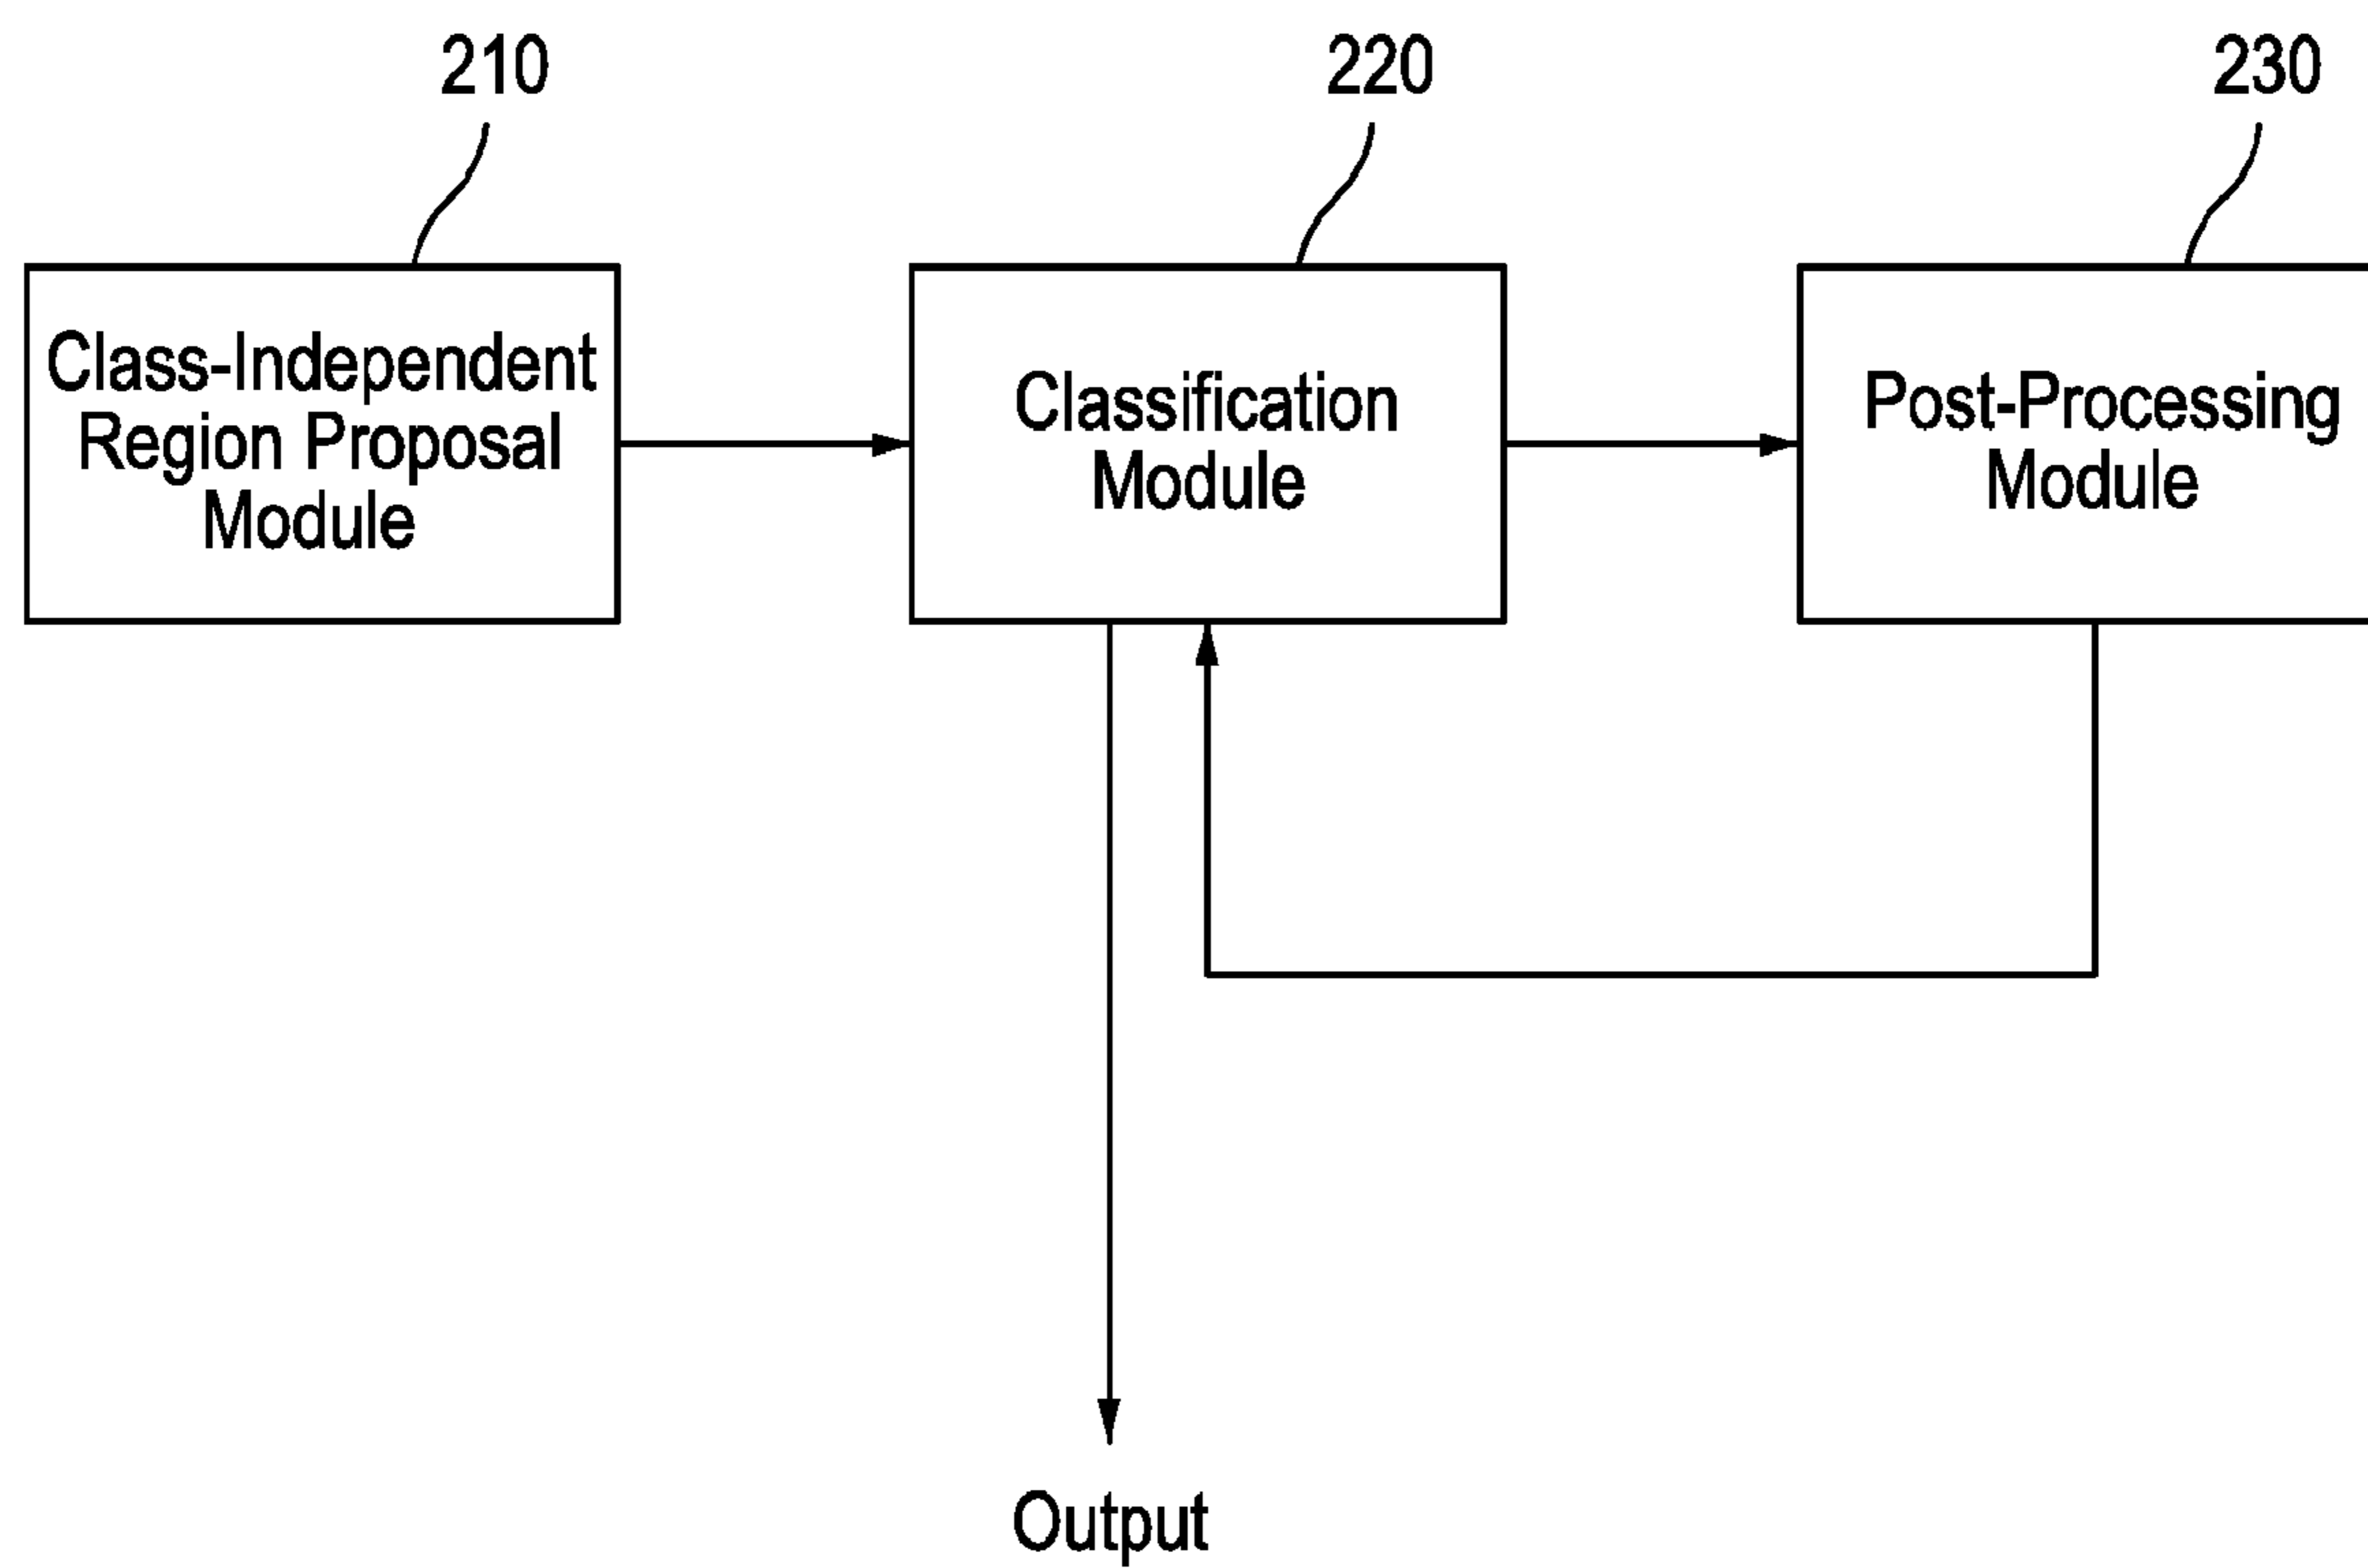 210
220
230
Class-Independent
Region Proposal
Module
Classification
Module
Post-Processing
Module
Output